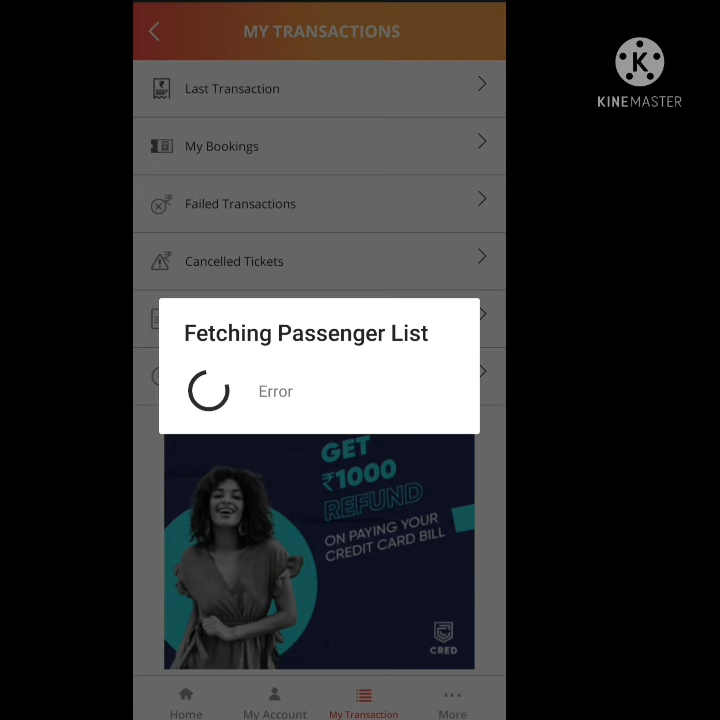 MY TRANSACTIONS
K
KINEMASTER
Last Transaction
My Bookings
Failed Transactions
Cancelled Tickets
Fetching Passenger List
Error
GET
₹1000
REFUND
ON PAYING YOUR
CREDIT CARD BILL
CRED
Home
My Account
My Transaction
More